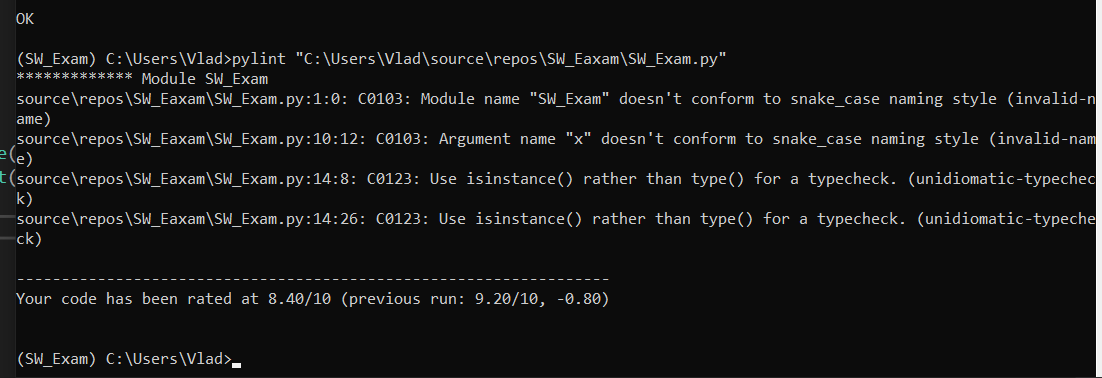 OK
(SW_Exam) C:\Users\Vlad>pylint "C:\Users\Vlad\source\repos\SW_Eaxam\SW_Exam.py"
************* Module SW_Exam
source\repos\SW_Eaxam\SW_Exam.py:1:0: C0103: Module name "SW_Exam" doesn't conform to snake_case naming style (invalid-n
ame)
source\repos\SW_Eaxam\SW_Exam.py:10:12: C0103: Argument name "x" doesn't conform to snake_case naming style (invalid-nam
e(
e)
t(
source\repos\SW_Eaxam\SW_Exam.py:14:8: C0123: Use isinstance() rather than type() for a typecheck. (unidiomatic-typechec
k)
source\repos\SW_Eaxam\SW_Exam.py:14:26: C0123: Use isinstance() rather than type() for a typecheck. (unidiomatic-typeche
ck)
------------------------------------------------------------------
Your code has been rated at 8.40/10 (previous run: 9.20/10, -0.80)
(SW_Exam) C:\Users\Vlad>